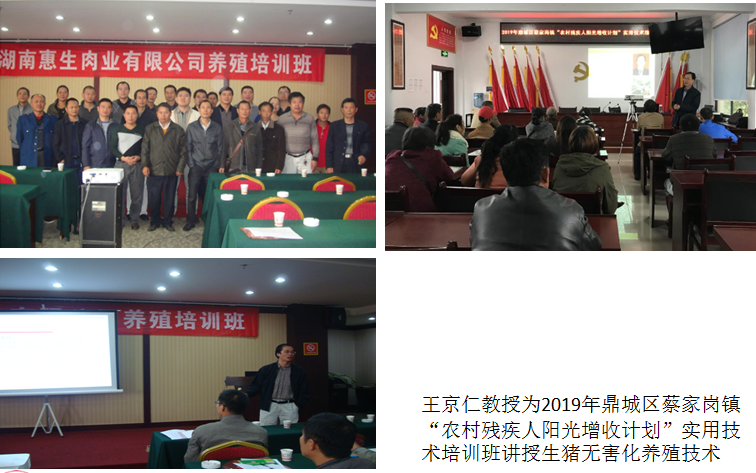 湖南惠生肉业有限公司养殖培训班
2019年鼎城区蔡家岗镇“农村残疾人阳光增收计划”实用技术
养殖培训班
王京仁教授为2019年鼎城区蔡家岗镇
“农村残疾人阳光增收计划”实用技
术培训班讲授生猪无害化养殖技术